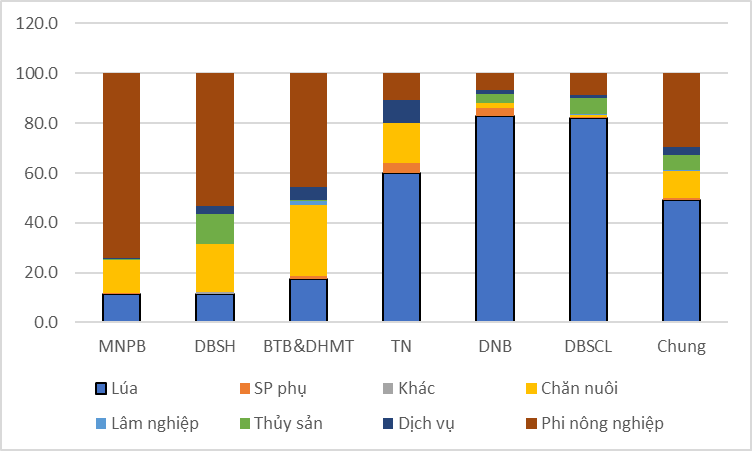 120.0
100.0
80.0
60.0
40.0
20.0
0.0
MNPB DBSH BTB&DHMT TN DNB DBSCL Chung
Lúa SP phụ Khác Chăn nuôi
Lâm nghiệp Thủy sản Dịch vụ Phi nông nghiệp